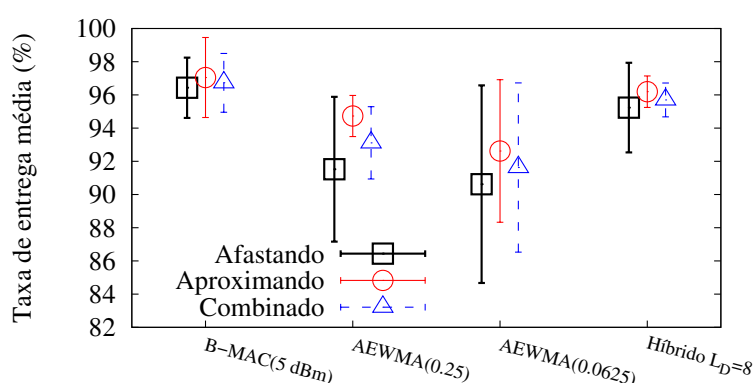 Taxa de entrega média (%)
100
98
96
94
92
90
88
86
84
82
Afastando
Aproximando
Combinado
B−MAC(5 dBm)
AEWMA(0.25)
AEWMA(0.0625)
Híbrido L_D=8